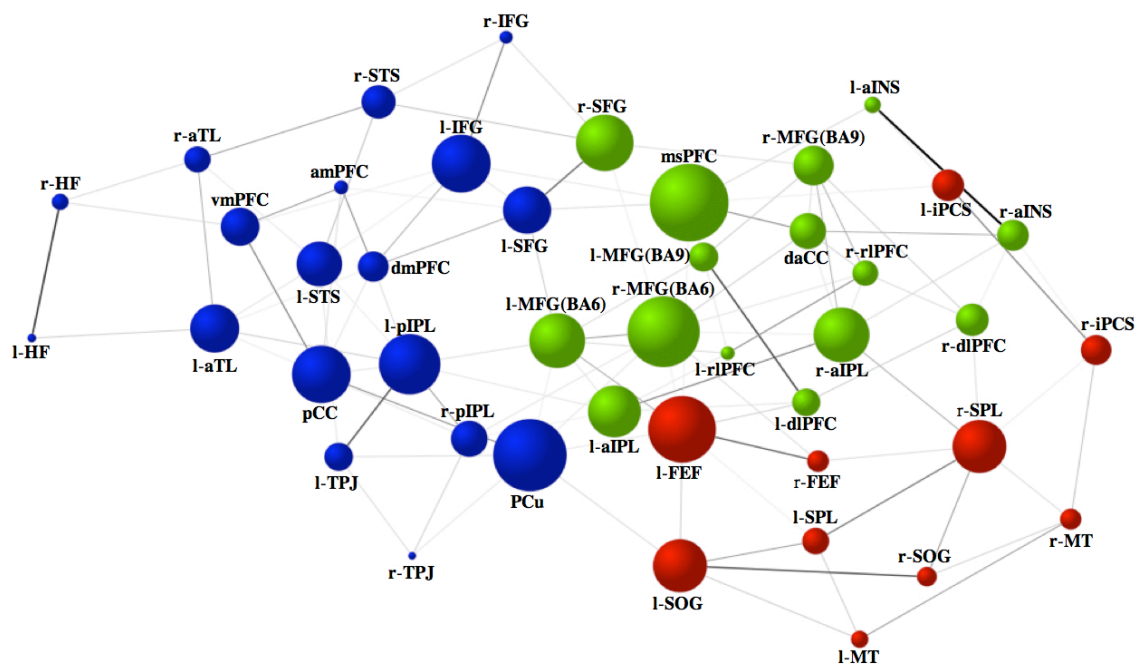 r-IFG
r-STS
l-aINS
r-SFG
r-aTL
l-IFG
r-MFG(BA9)
msPFC
amPFC
r-HF
vmPFC
l-iPCS
r-aINS
l-SFG
l-MFG(BA9)
daCC
r-rlPFC
dmPFC
l-STS
r-MFG(BA6)
l-MFG(BA6)
l-pIPL
r-iPCS
r-dlPFC
l-HF
l-aTL
l-rlPFC
r-aIPL
pCC
r-pIPL
l-dlPFC
r-SPL
l-aIPL
l-FEF
r-FEF
l-TPJ
PCu
l-SPL
r-MT
r-SOG
r-TPJ
l-SOG
l-MT